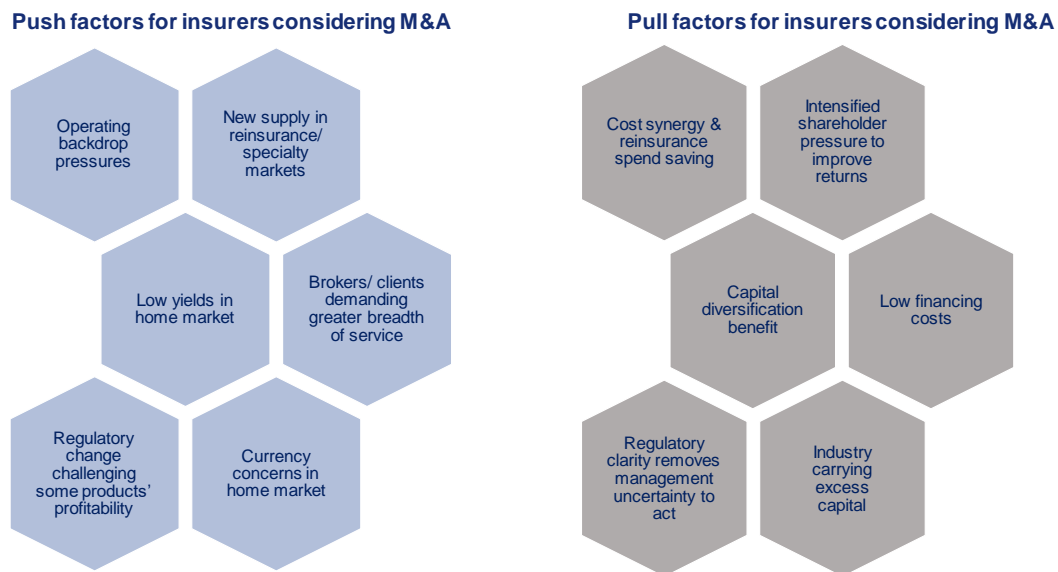 Push factors for insurers considering M&A
Operating
backdrop
pressures
New supply in
reinsurance/
specialty
markets
Low yields in
home market
Brokers/ clients
demanding
greater breadth
of service
Regulatory
change
challenging
some products’
profitability
Currency
concerns in
home market
Pull factors for insurers considering M&A
Cost synergy &
reinsurance
spend saving
Intensified
shareholder
pressure to
improve
returns
Capital
diversification
benefit
Low financing
costs
Regulatory
clarity removes
management
uncertainty to
act
Industry
carrying
excess
capital